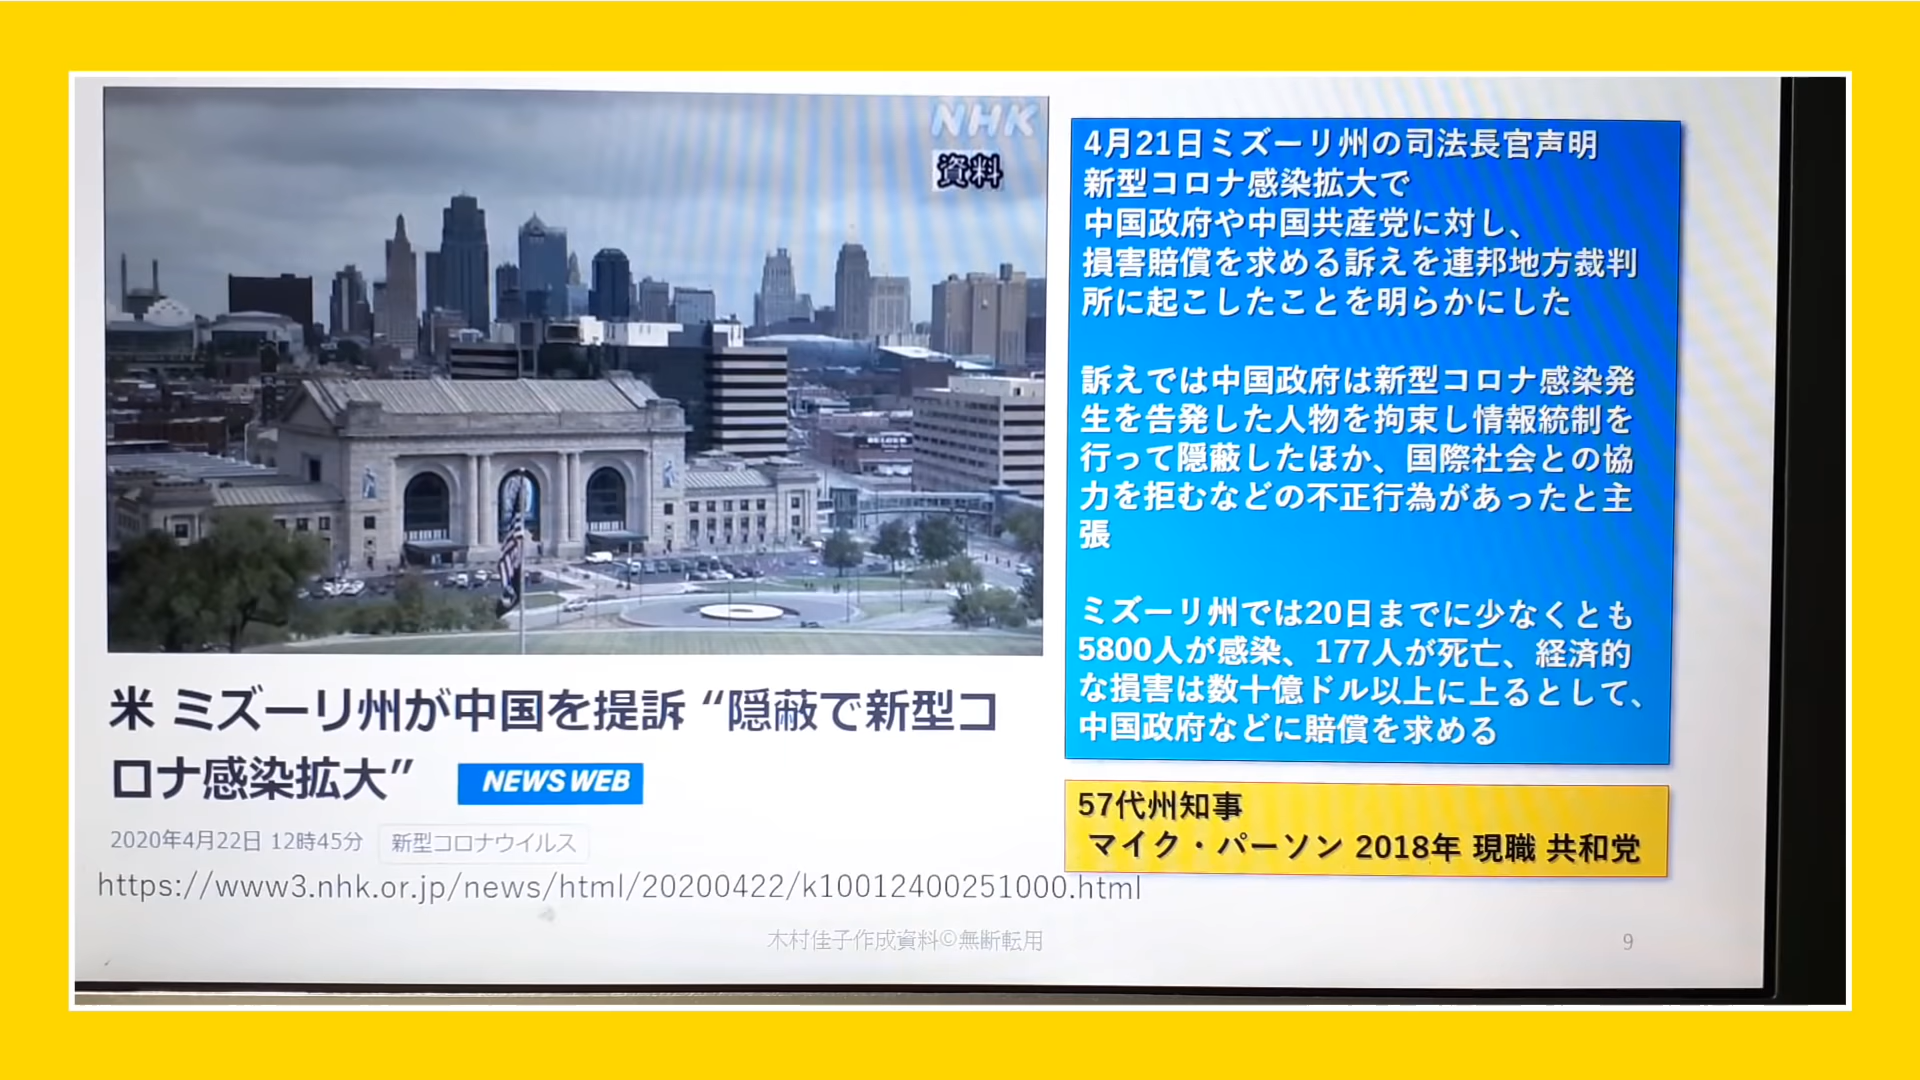 NHK
資料
米 ミズーリ州が中国を提訴 “隠蔽で新型コ
ロナ感染拡大”
NEWS WEB
2020年4月22日 12時45分
新型コロナウイルス
https://www3.nhk.or.jp/news/html/20200422/k10012400251000.html
4月21日ミズーリ州の司法長官声明
新型コロナ感染拡大で
中国政府や中国共産党に対し、
損害賠償を求める訴えを連邦地方裁判
所に起こしたことを明らかにした
訴えでは中国政府は新型コロナ感染発
生を告発した人物を拘束し情報統制を
行って隠蔽したほか、国際社会との協
力を拒むなどの不正行為があったと主
張
ミズーリ州では20日までに少なくとも
5800人が感染、177人が死亡、経済的
な損害は数十億ドル以上に上るとして、
中国政府などに賠償を求める
57代州知事
マイク・パーソン 2018年 現職 共和党
木村佳子作成資料©無断転用
9